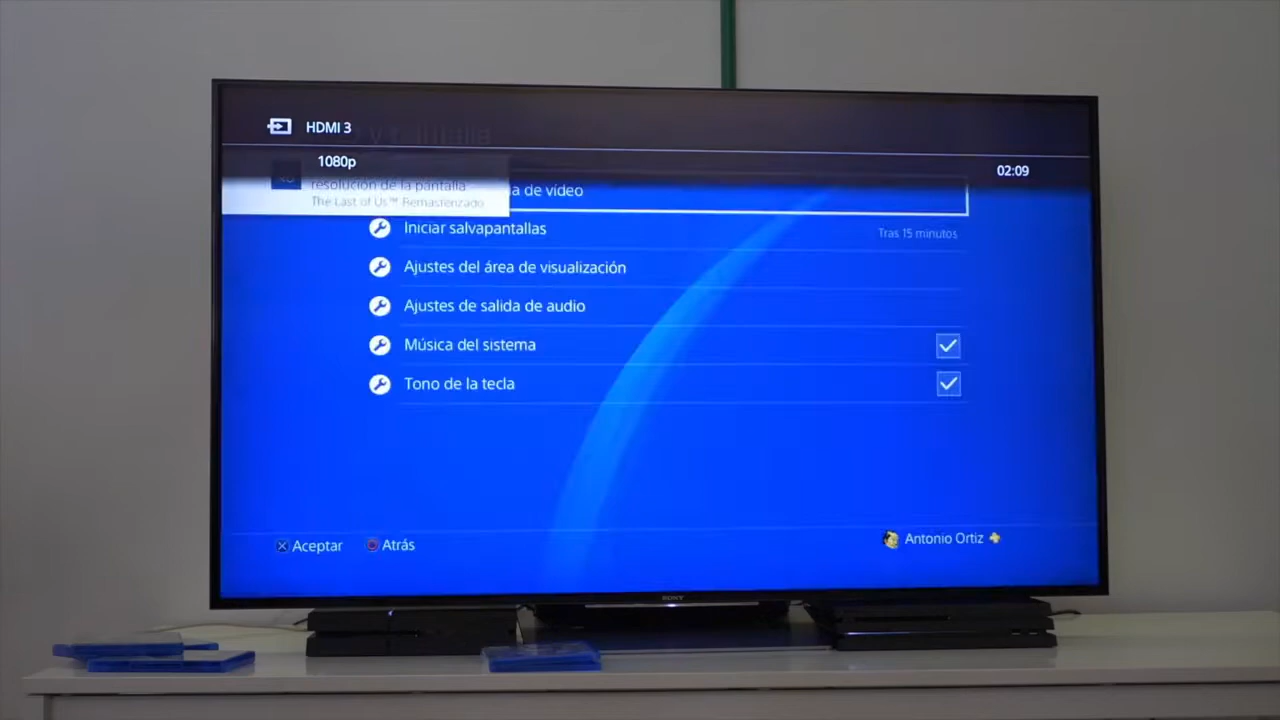 HDMI 3
1080p
02:09
resolución de la pantalla
The Last of Us™ Remasterizado
a de vídeo
Iniciar salvapantallas
Tras 15 minutos
Ajustes del área de visualización
Ajustes de salida de audio
Música del sistema
Tono de la tecla
Aceptar
Atrás
Antonio Ortiz
SONY